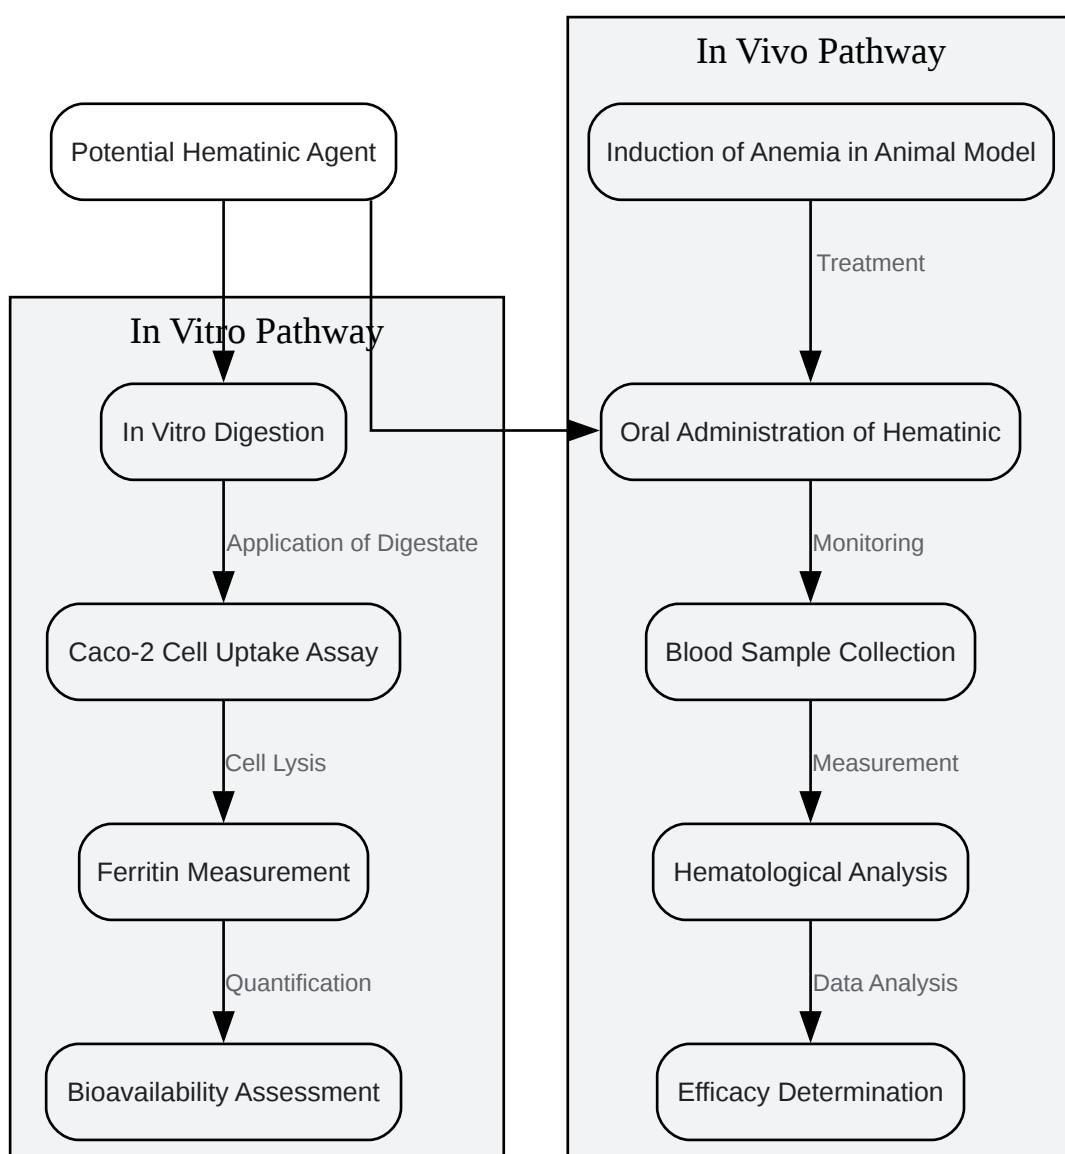 Potential Hematinic Agent
In Vitro Pathway
In Vitro Digestion
Application of Digestate
Caco-2 Cell Uptake Assay
Cell Lysis
Ferritin Measurement
Quantification
Bioavailability Assessment
In Vivo Pathway
Induction of Anemia in Animal Model
Treatment
Oral Administration of Hematinic
Monitoring
Blood Sample Collection
Measurement
Hematological Analysis
Data Analysis
Efficacy Determination